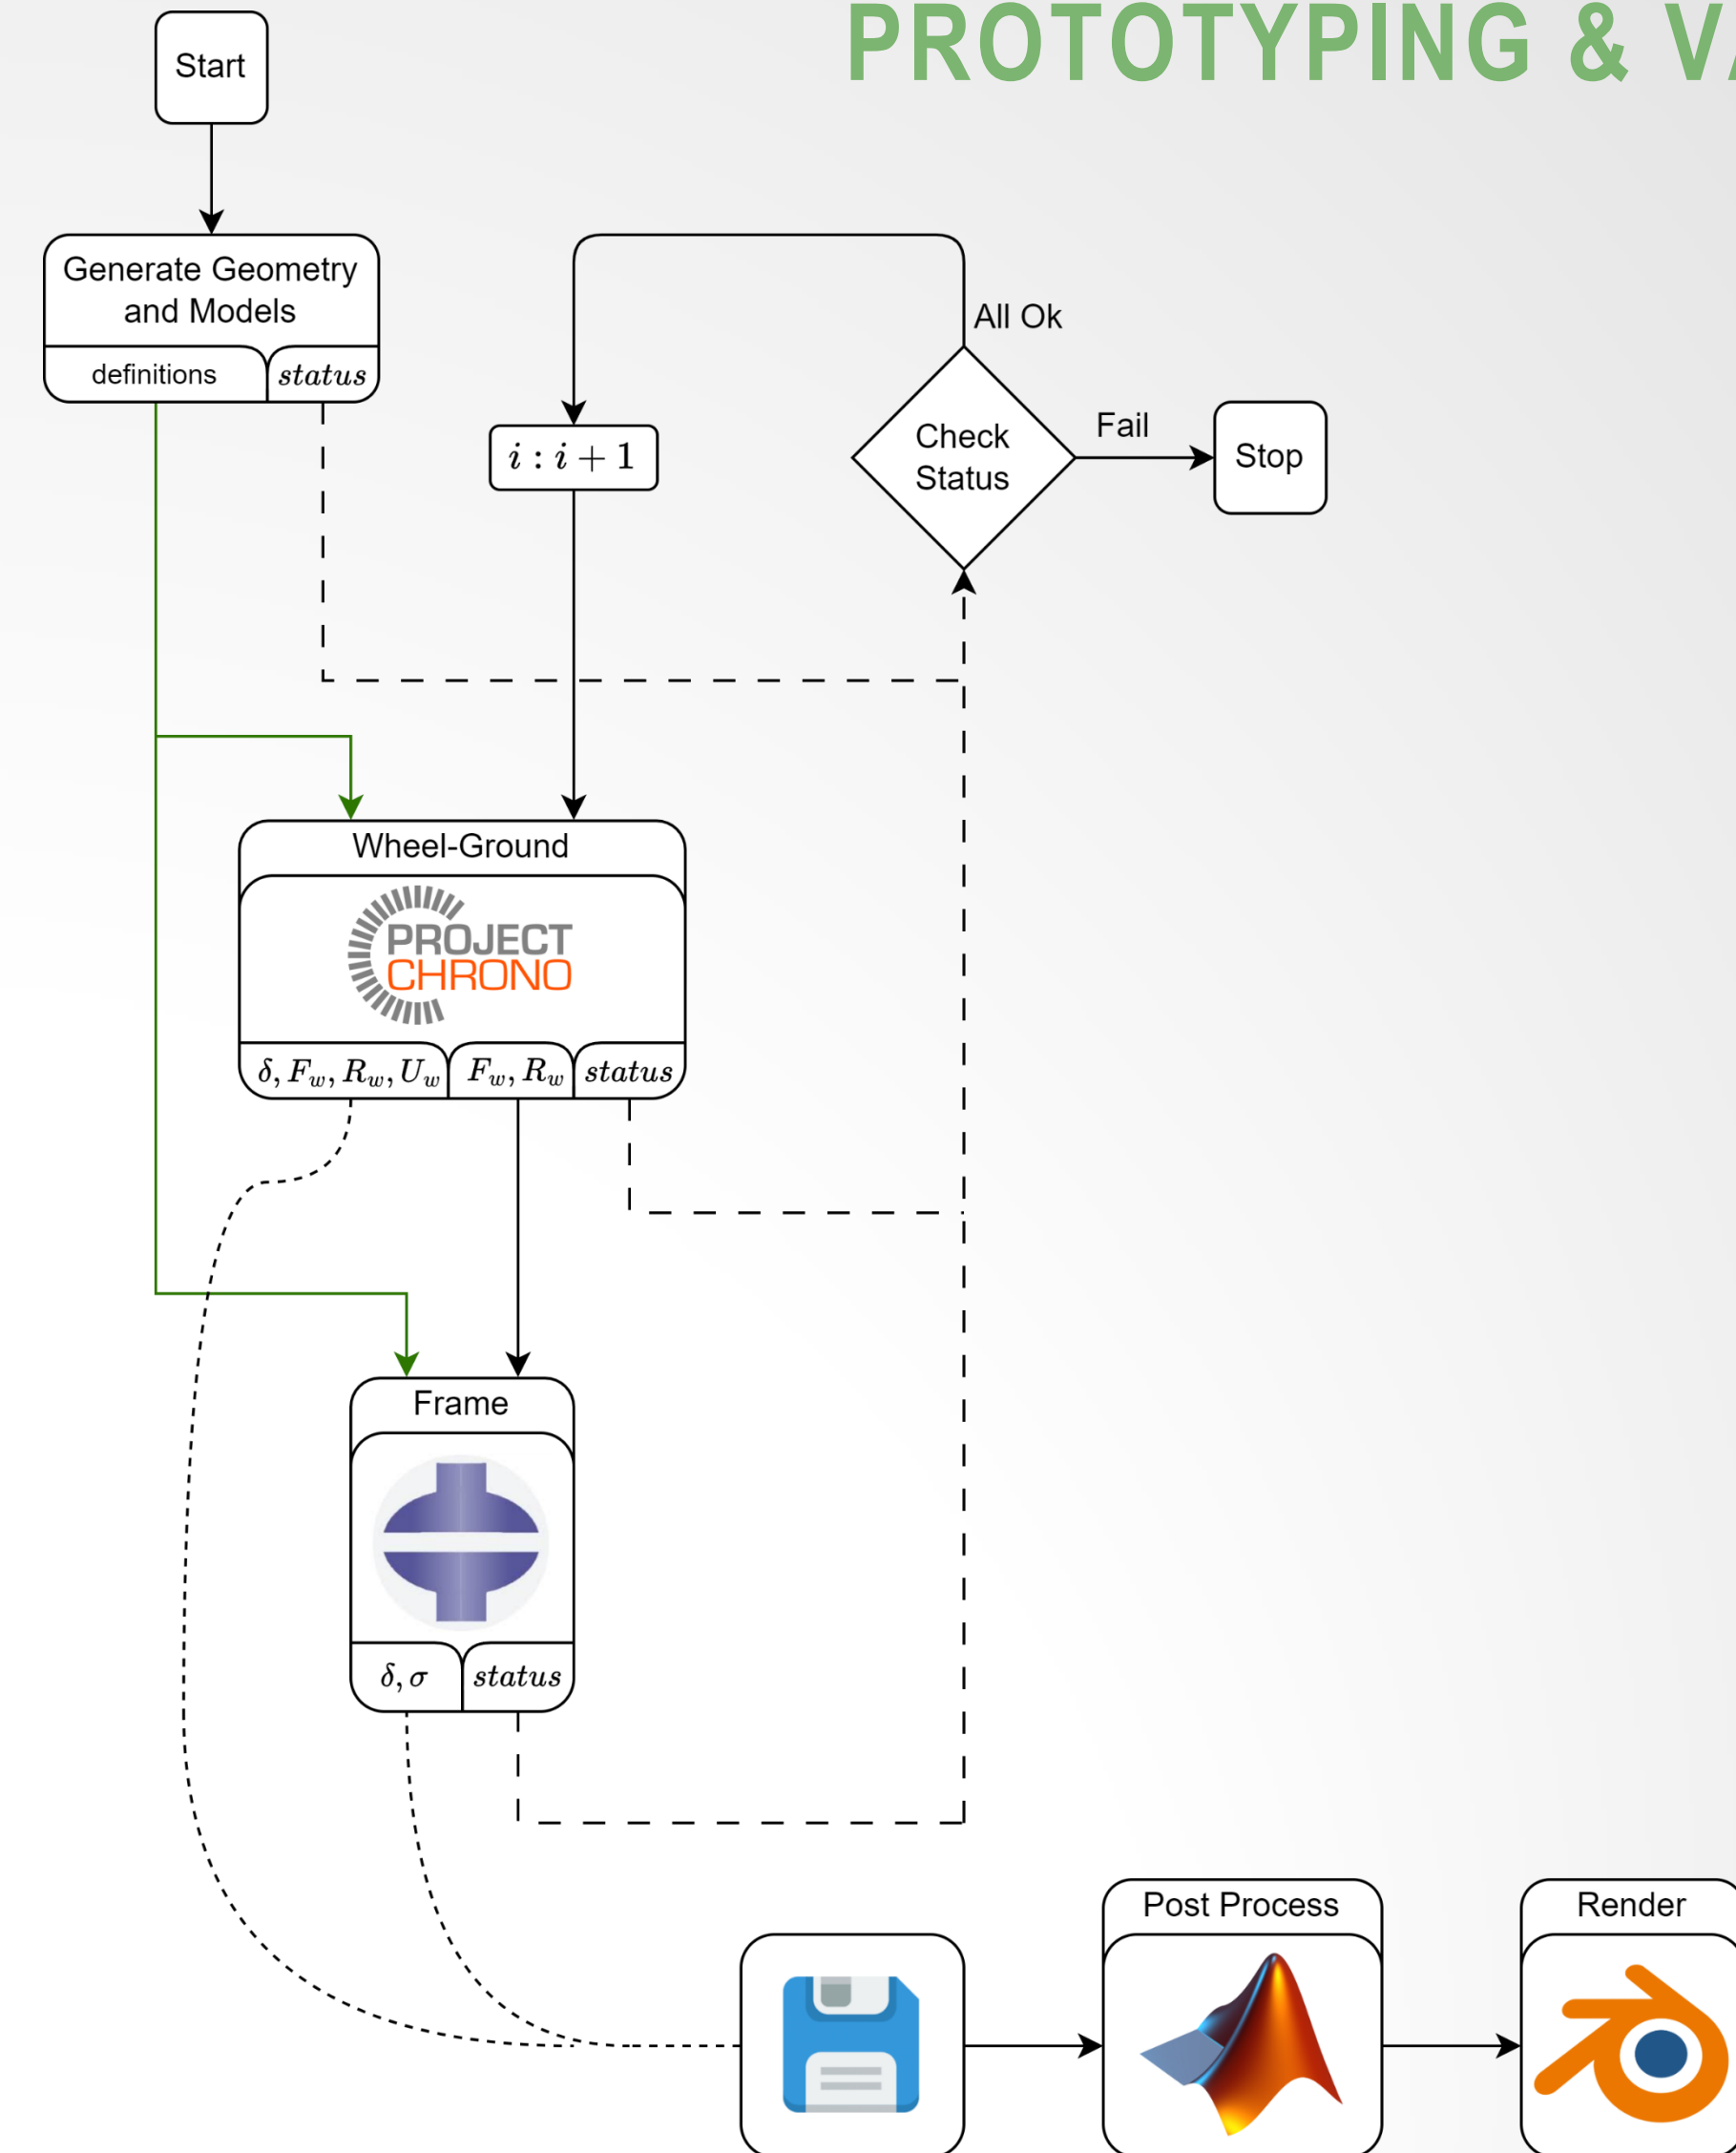 PROTOTYPING &
Start
Generate Geometry
and Models
definitions
status
All Ok
i : i + 1
Check
Status
Fail
Stop
Wheel-Ground
PROJECT
CHRONO
δ, F_w, R_w, U_w
F_w, R_w
status
Frame
δ, σ
status
Post Process
Render